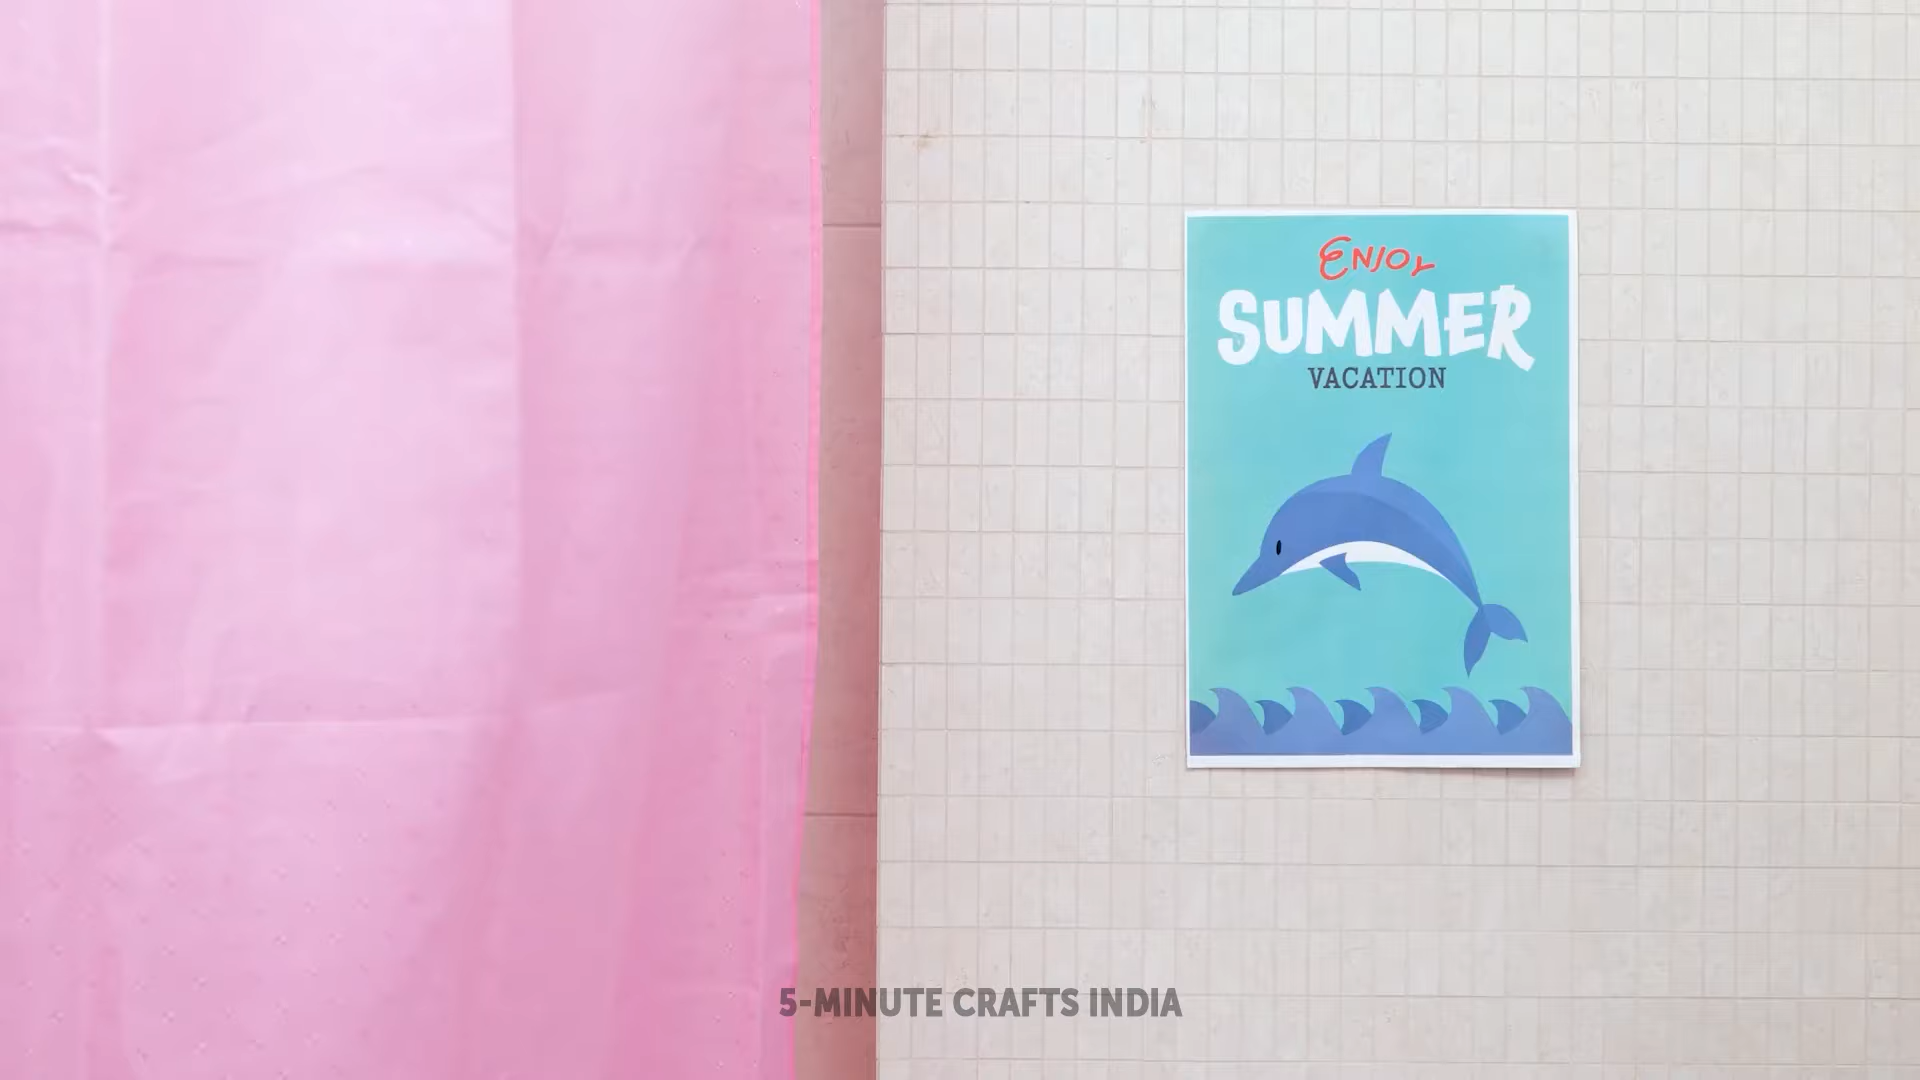 ENJOY
SUMMER
VACATION
5-MINUTE CRAFTS INDIA